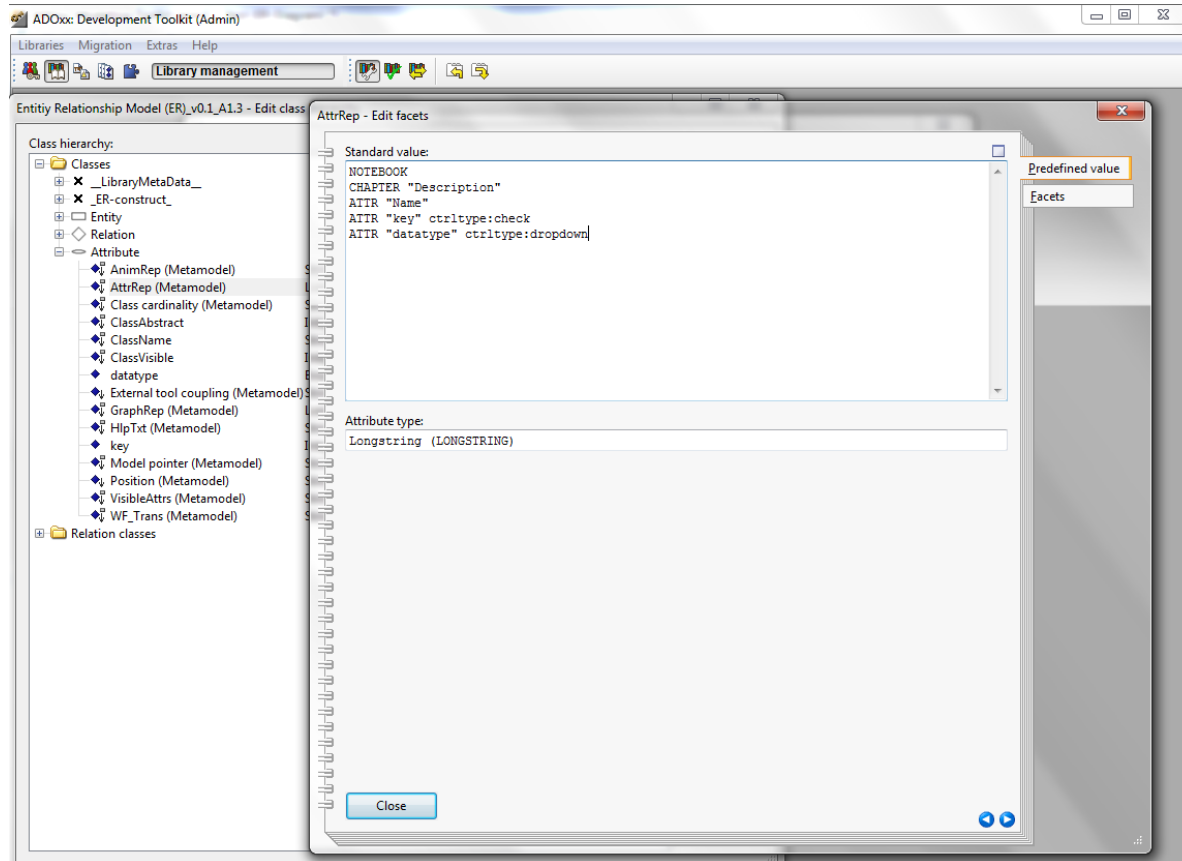 ADOxx: Development Toolkit (Admin)
Libraries Migration Extras Help
Library management
Entitiy Relationship Model (ER)_v0.1_A1.3 - Edit class
AttrRep - Edit facets
Class hierarchy:
Classes
__LibraryMetaData__
_ER-construct_
Entity
Relation
Attribute
AnimRep (Metamodel)
AttrRep (Metamodel)
Class cardinality (Metamodel)
ClassAbstract
ClassName
ClassVisible
datatype
External tool coupling (Metamodel)
GraphRep (Metamodel)
HlpTxt (Metamodel)
key
Model pointer (Metamodel)
Position (Metamodel)
VisibleAttrs (Metamodel)
WF_Trans (Metamodel)
Relation classes
Standard value:
NOTEBOOK
CHAPTER "Description"
ATTR "Name"
ATTR "key" ctrltype:check
ATTR "datatype" ctrltype:dropdown
Attribute type:
Longstring (LONGSTRING)
Close
Predefined value
Facets